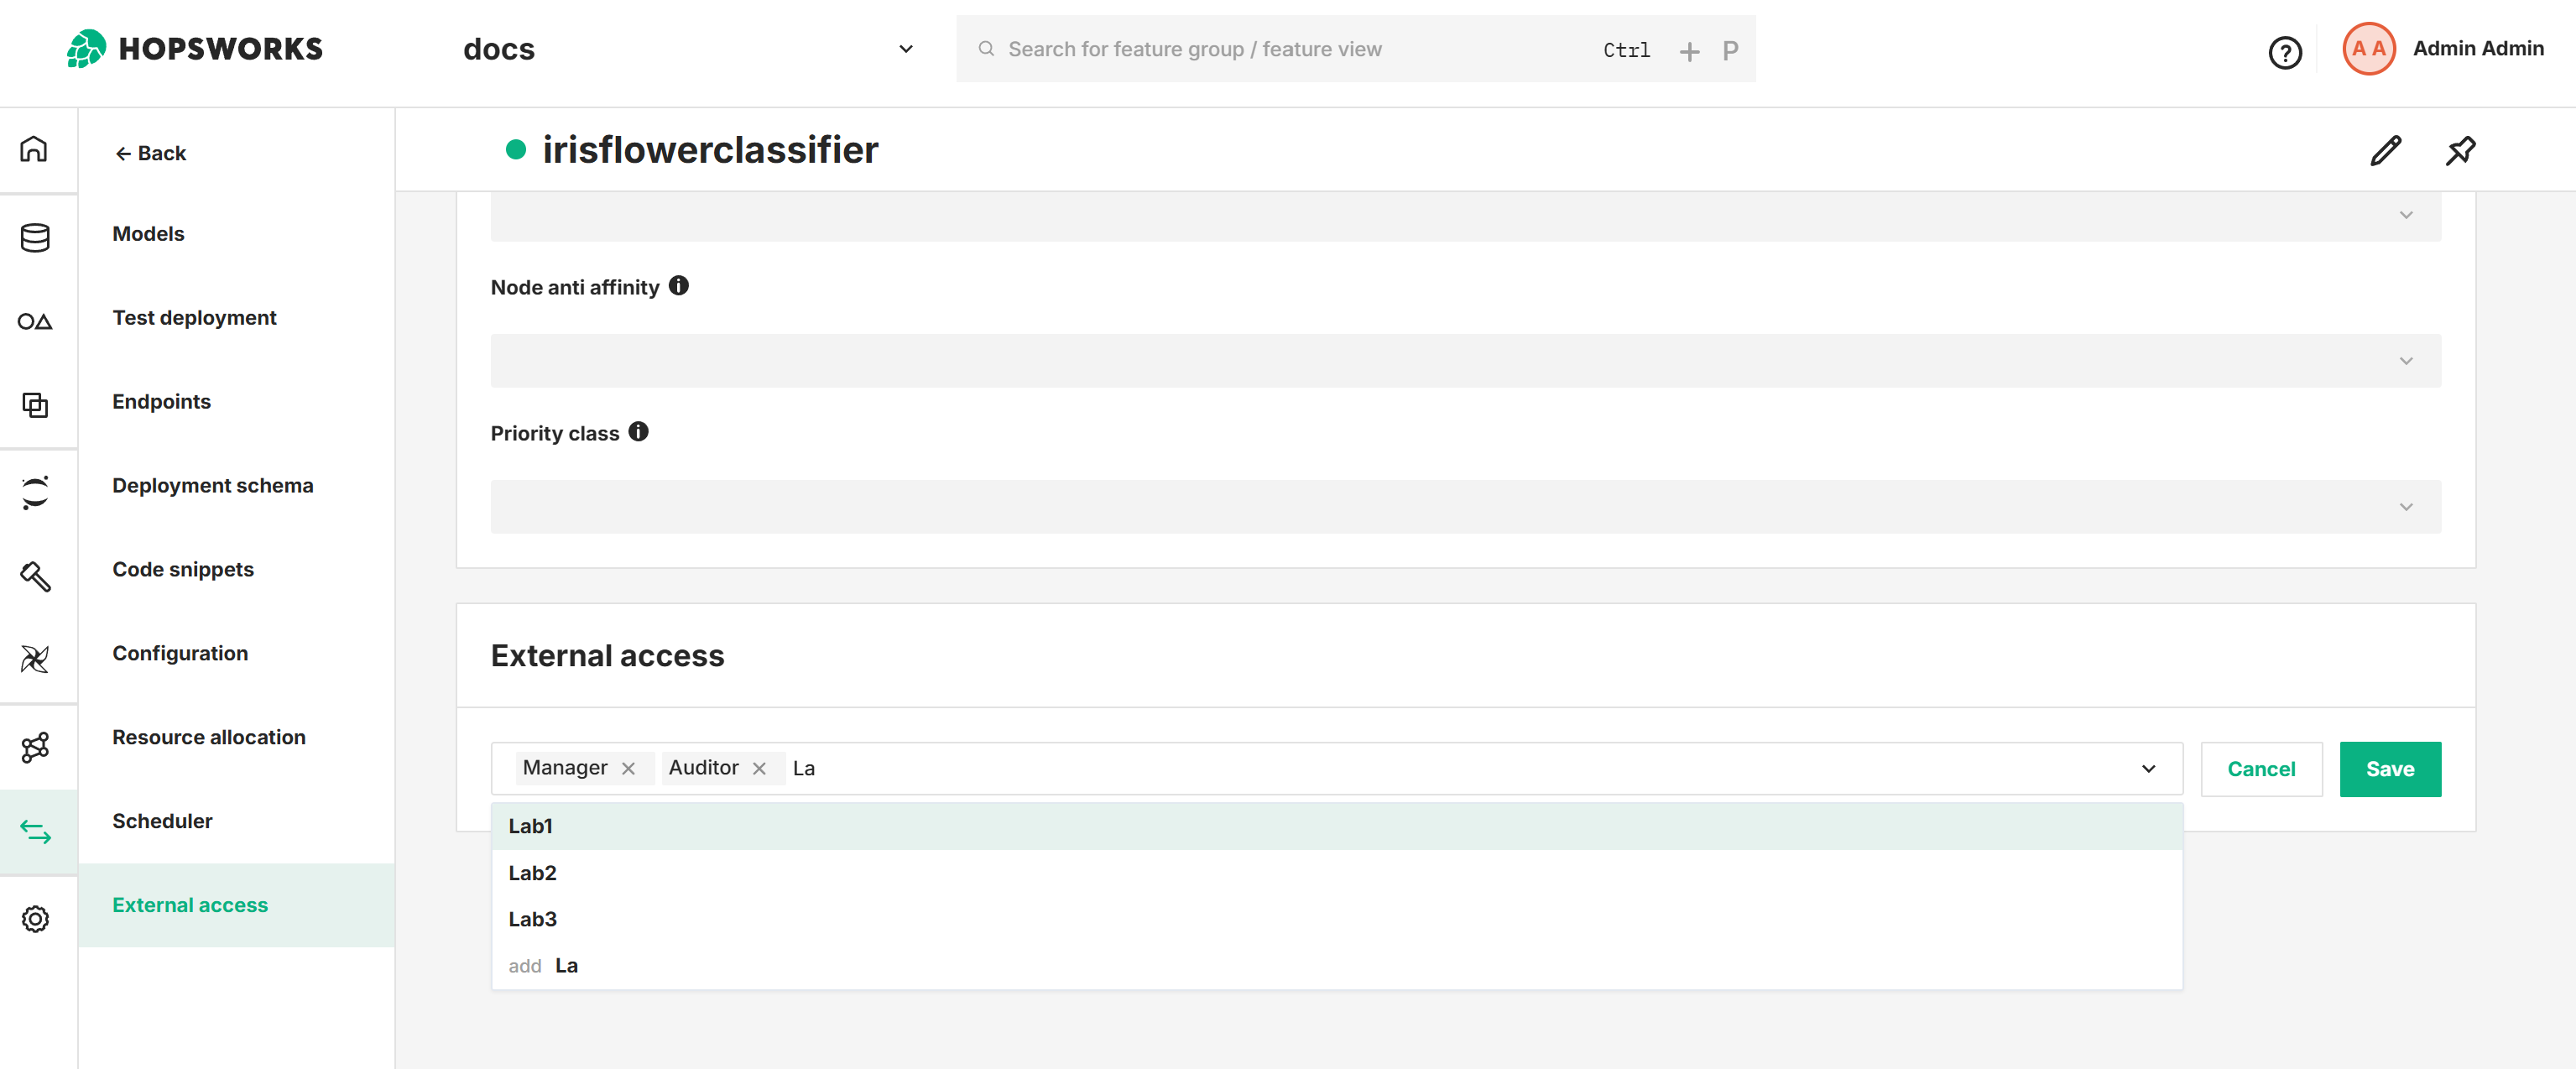 HOPSWORKS
docs
Search for feature group / feature view
Ctrl + P
?
A A
Admin Admin
← Back
Models
Test deployment
Endpoints
Deployment schema
Code snippets
Configuration
Resource allocation
Scheduler
External access
irisflowerclassifier
Node anti affinity i
Priority class i
External access
Manager × Auditor × La
Cancel
Save
Lab1
Lab2
Lab3
add La